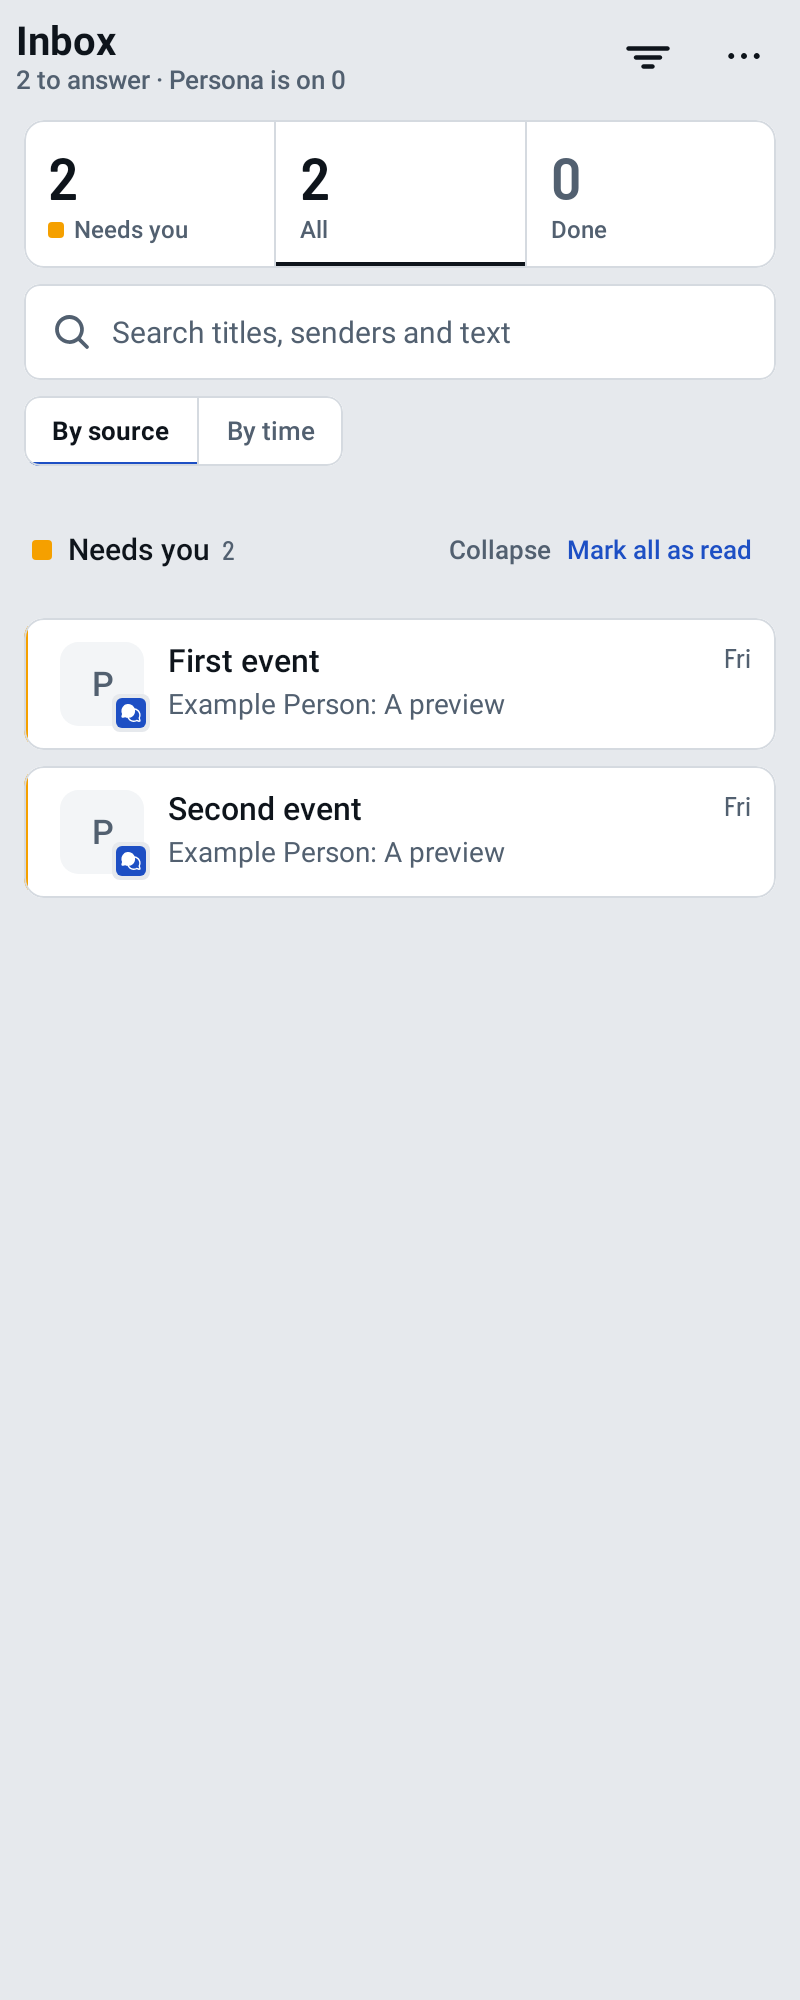 Inbox
2 to answer · Persona is on 0
2
Needs you
2
All
0
Done
Search titles, senders and text
By source
By time
Needs you 2
Collapse
Mark all as read
P
First event
Fri
Example Person: A preview
P
Second event
Fri
Example Person: A preview